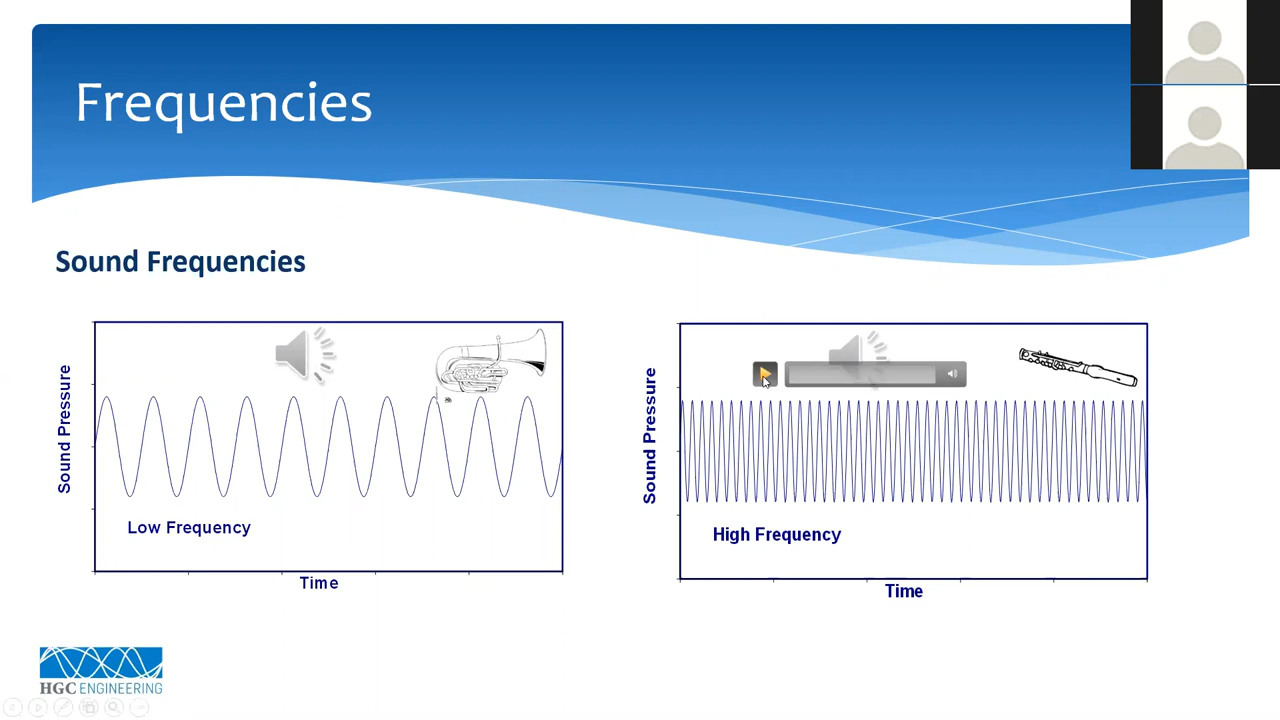 Frequencies
Sound Frequencies
Sound Pressure
Low Frequency
Time
Sound Pressure
High Frequency
Time
HGC ENGINEERING